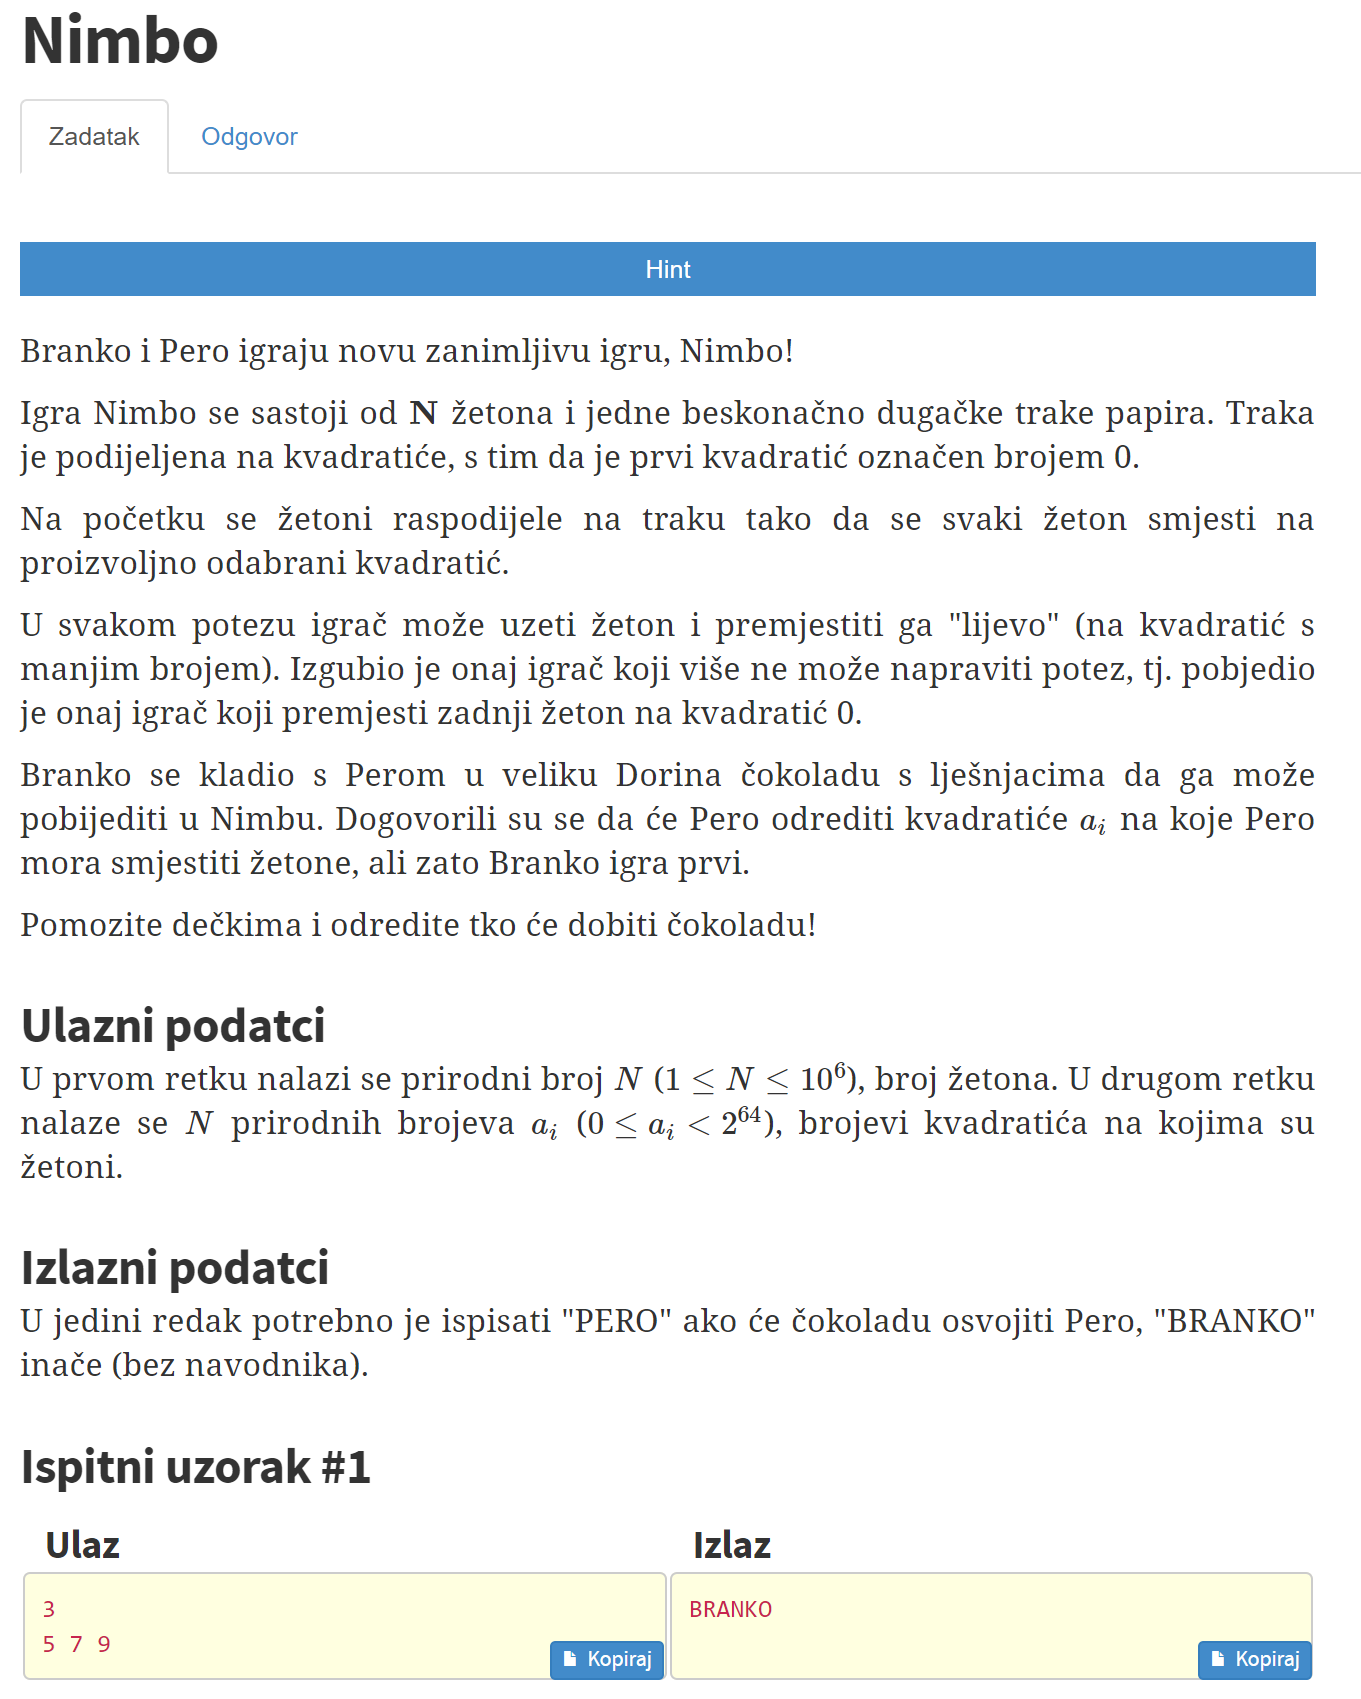 Nimbo
Zadatak Odgovor
Hint
Branko i Pero igraju novu zanimljivu igru, Nimbo!
Igra Nimbo se sastoji od N žetona i jedne beskonačno dugačke trake papira. Traka
je podijeljena na kvadratiće, s tim da je prvi kvadratić označen brojem 0.
Na početku se žetoni raspodijele na traku tako da se svaki žeton smjesti na
proizvoljno odabrani kvadratić.
U svakom potezu igrač može uzeti žeton i premjestiti ga "lijevo" (na kvadratić s
manjim brojem). Izgubio je onaj igrač koji više ne može napraviti potez, tj. pobjedio
je onaj igrač koji premjesti zadnji žeton na kvadratić 0.
Branko se kladio s Perom u veliku Dorina čokoladu s lješnjacima da ga može
pobijediti u Nimbu. Dogovorili su se da će Pero odrediti kvadratiće a_i na koje Pero
mora smjestiti žetone, ali zato Branko igra prvi.
Pomozite dečkima i odredite tko će dobiti čokoladu!
Ulazni podatci
U prvom retku nalazi se prirodni broj N (1 ≤ N ≤ 10^6), broj žetona. U drugom retku
nalaze se N prirodnih brojeva a_i (0 ≤ a_i < 2^64), brojevi kvadratića na kojima su
žetoni.
Izlazni podatci
U jedini redak potrebno je ispisati "PERO" ako će čokoladu osvojiti Pero, "BRANKO"
inače (bez navodnika).
Ispitni uzorak #1
Ulaz Izlaz
3 BRANKO
5 7 9
Kopiraj Kopiraj